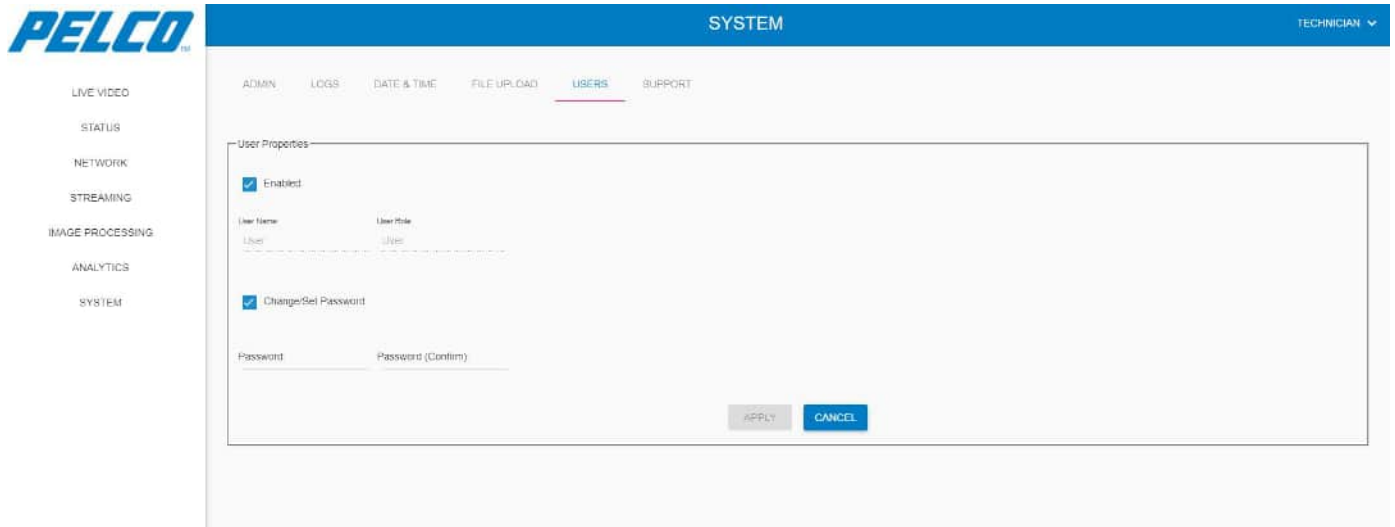 PELCO
TM
SYSTEM
TECHNICIAN
LIVE VIDEO
STATUS
NETWORK
STREAMING
IMAGE PROCESSING
ANALYTICS
SYSTEM
ADMIN LOGS DATE & TIME FILE UPLOAD USERS SUPPORT
User Properties
Enabled
User Name User Role
User User
Change/Set Password
Password Password (Confirm)
APPLY CANCEL